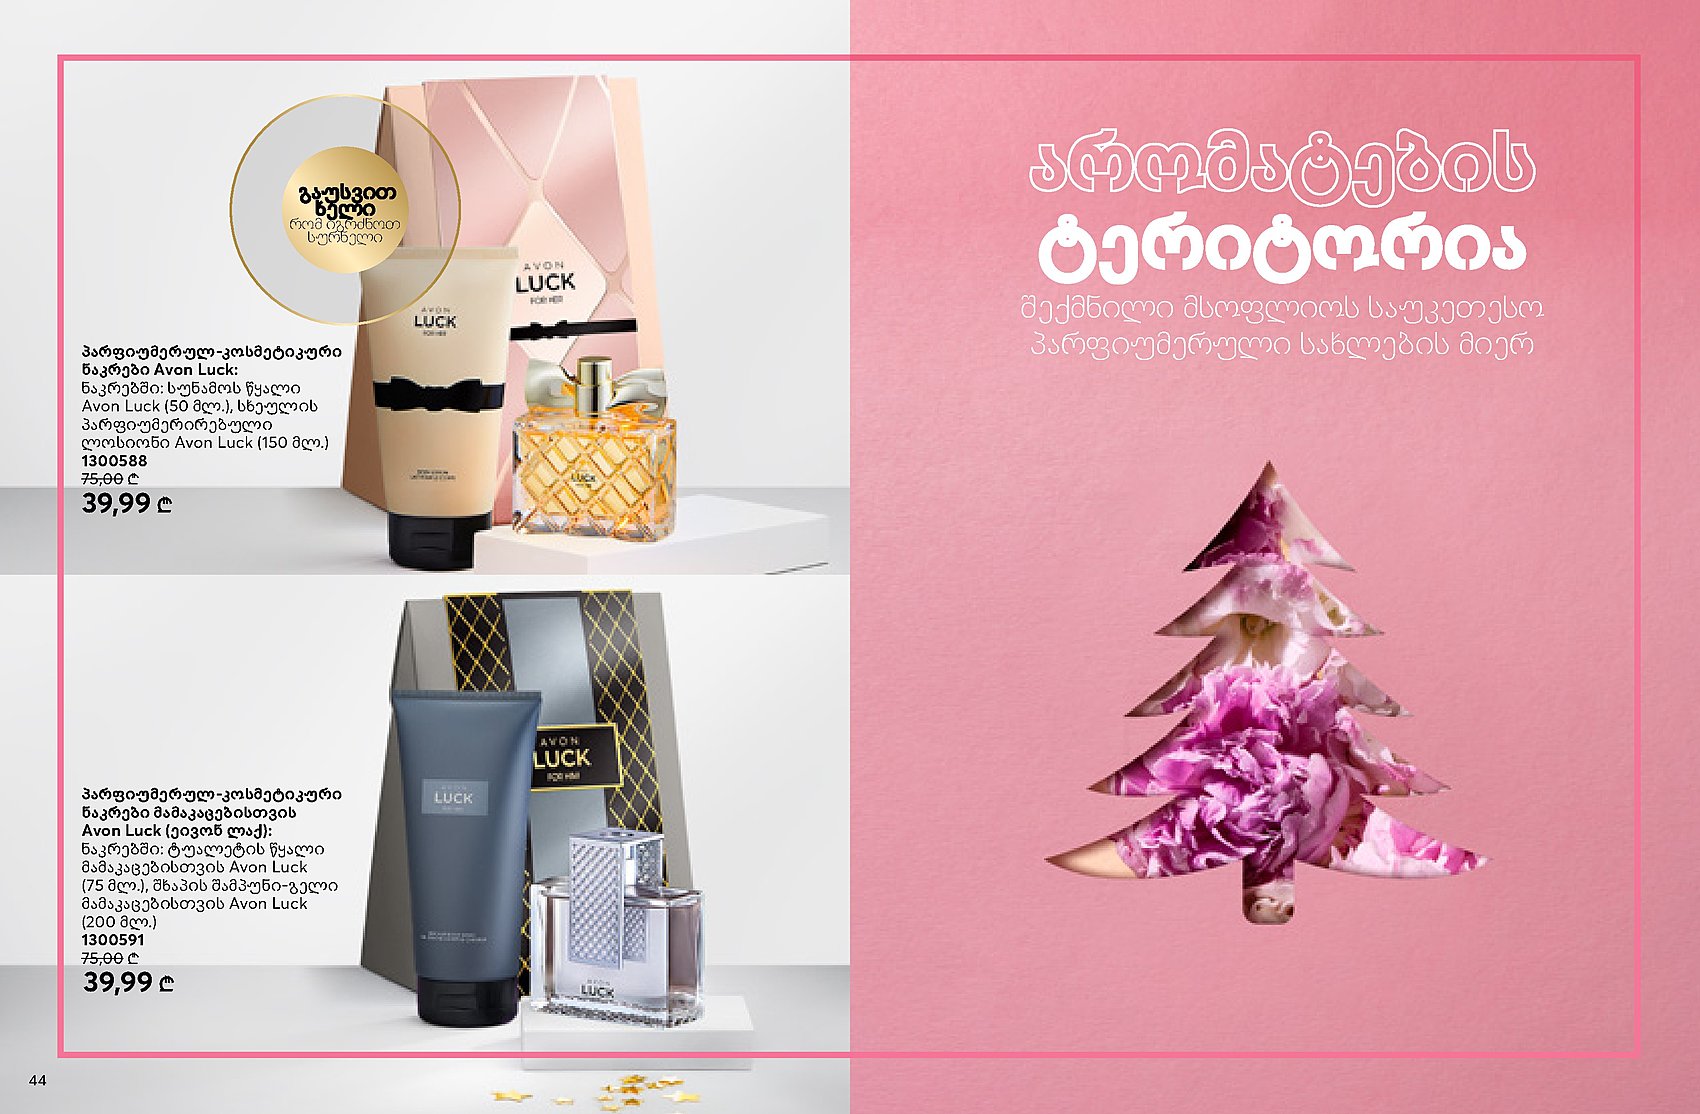 გაუსვით
ხელი
რომ იგრძნოთ
სურნელი
AVON
LUCK
FOR HER
AVON
LUCK
FOR HER
LUCK
პარფიუმერულ-კოსმეტიკური
ნაკრები Avon Luck:
ნაკრებში: სუნამოს წყალი
Avon Luck (50 მლ.), სხეულის
პარფიუმერირებული
ლოსიონი Avon Luck (150 მლ.)
1300588
75,00 ₾
39,99 ₾
AVON
LUCK
FOR HIM
AVON
LUCK
AVON
LUCK
პარფიუმერულ-კოსმეტიკური
ნაკრები მამაკაცებისთვის
Avon Luck (ეივონ ლაქ):
ნაკრებში: ტუალეტის წყალი
მამაკაცებისთვის Avon Luck
(75 მლ.), შხაპის შამპუნი-გელი
მამაკაცებისთვის Avon Luck
(200 მლ.)
1300591
75,00 ₾
39,99 ₾
44
არომატების
ტერიტორია
შექმნილი მსოფლიოს საუკეთესო
პარფიუმერული სახლების მიერ